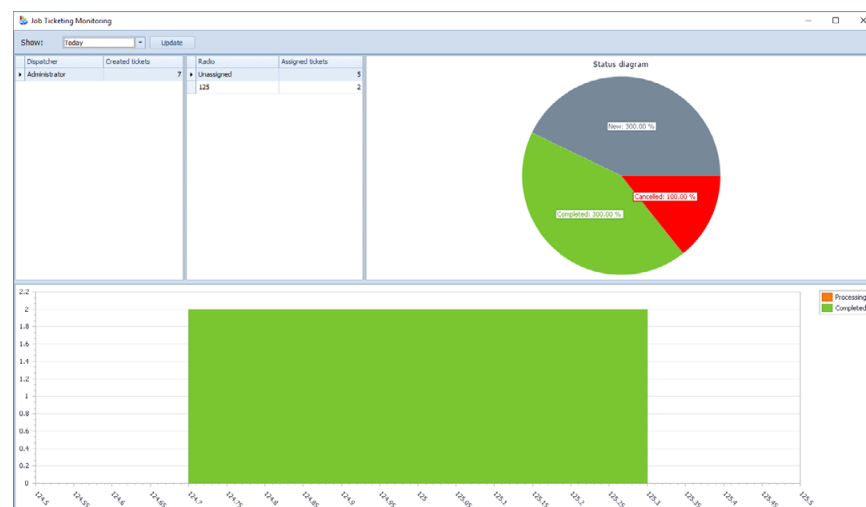 Job Ticketing Monitoring
Show: Today Update
Dispatcher Created tickets
Administrator 7
Radio Assigned tickets
Unassigned 5
125 2
Status diagram
New: 300.00 %
Cancelled: 100.00 %
Completed: 300.00 %
Processing
Completed
2.2
2
1.8
1.6
1.4
1.2
1
0.8
0.6
0.4
0.2
0
124.5 124.55 124.6 124.65 124.7 124.75 124.8 124.85 124.9 124.95 125 125.05 125.1 125.15 125.2 125.25 125.3 125.35 125.4 125.45 125.5